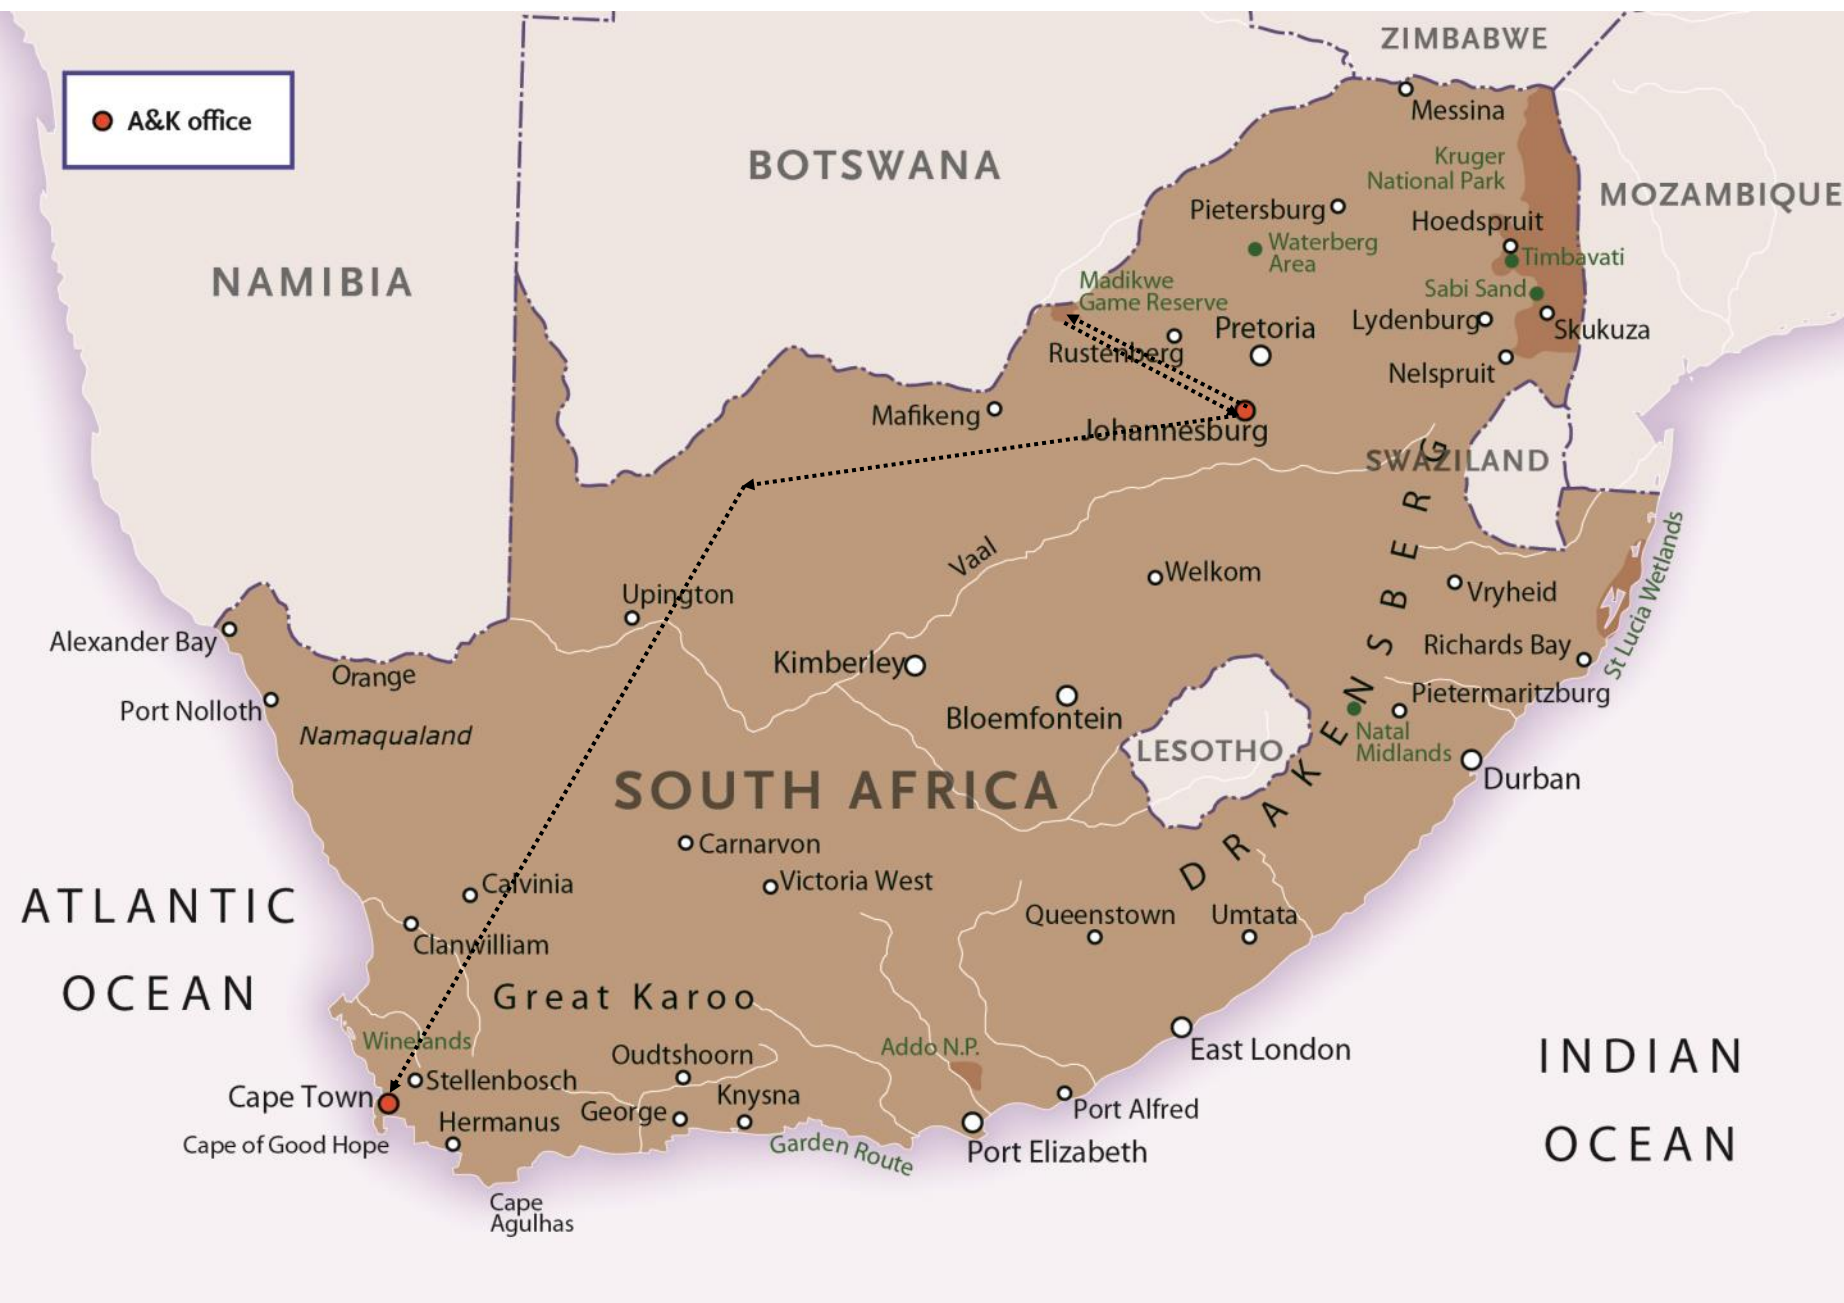 ZIMBABWE
A&K office
Messina
BOTSWANA
Kruger
National Park
MOZAMBIQUE
Pietersburg
Hoedspruit
Waterberg
Area
Timbavati
NAMIBIA
Madikwe
Game Reserve
Sabi Sand
Pretoria
Lydenburg
Skukuza
Rustenberg
Nelspruit
Mafikeng
Johannesburg
SWAZILAND
DRAKENSBERG
St Lucia Wetlands
Vaal
Welkom
Upington
Vryheid
Alexander Bay
Richards Bay
Kimberley
Orange
Pietermaritzburg
Port Nolloth
Bloemfontein
Namaqualand
Natal
Midlands
LESOTHO
Durban
SOUTH AFRICA
Carnarvon
Calvinia
Victoria West
ATLANTIC
OCEAN
Queenstown
Umtata
Clanwilliam
Great Karoo
Winelands
Oudtshoorn
Addo N.P.
East London
INDIAN
OCEAN
Stellenbosch
Cape Town
Knysna
Hermanus
George
Port Alfred
Cape of Good Hope
Garden Route
Port Elizabeth
Cape
Agulhas